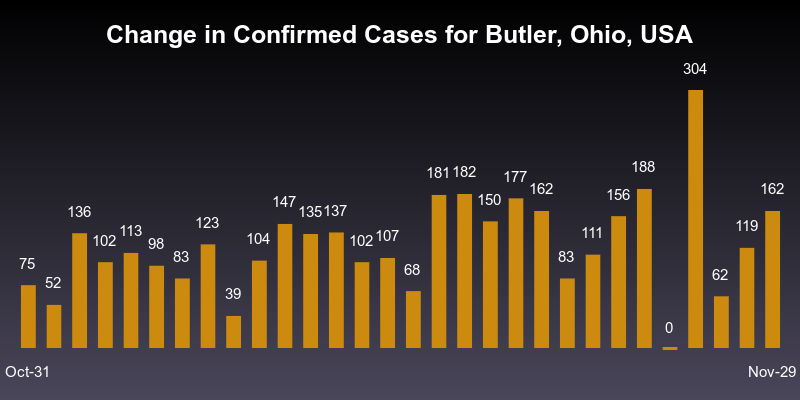 Change in Confirmed Cases for Butler, Ohio, USA
75 52 136 102 113 98 83 123 39 104 147 135 137 102 107 68 181 182 150 177 162 83 111 156 188 0 304 62 119 162
Oct-31 Nov-29